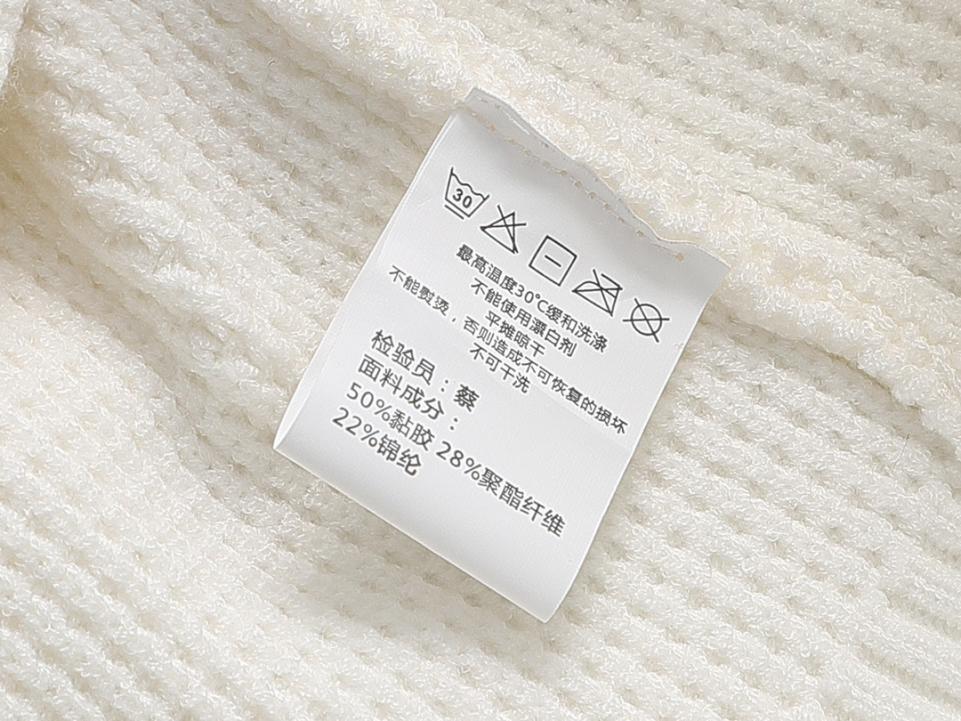 30
最高温度30℃缓和洗涤
不能使用漂白剂
平摊晾干
不能熨烫，否则造成不可恢复的损坏
不可干洗
检验员：蔡
面料成分：
50%黏胶 28%聚酯纤维
22%锦纶